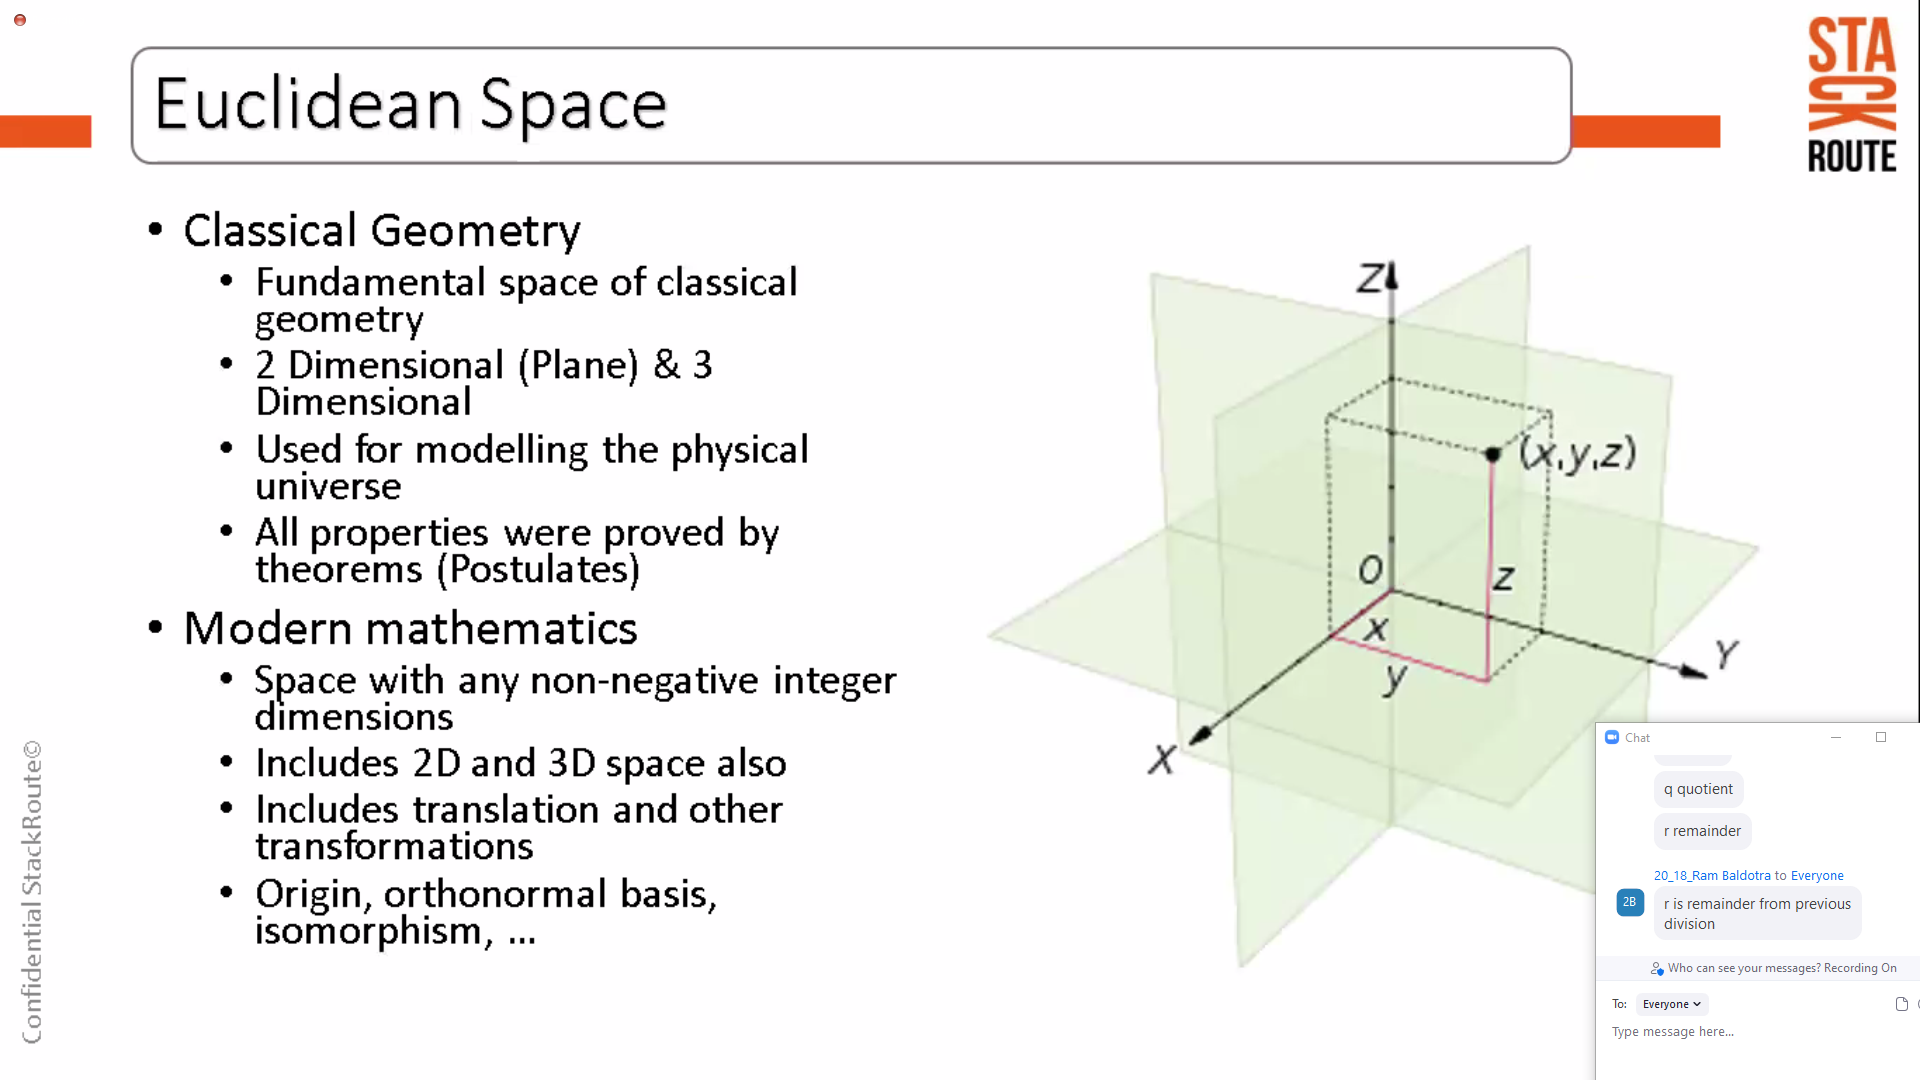 Euclidean Space
STA
CK
ROUTE
• Classical Geometry
• Fundamental space of classical
geometry
• 2 Dimensional (Plane) & 3
Dimensional
• Used for modelling the physical
universe
• All properties were proved by
theorems (Postulates)
• Modern mathematics
• Space with any non-negative integer
dimensions
• Includes 2D and 3D space also
• Includes translation and other
transformations
• Origin, orthonormal basis,
isomorphism, ...
Z
(x,y,z)
O
z
x
y
Y
X
Confidential StackRoute©
Chat
q quotient
r remainder
20_18_Ram Baldotra to Everyone
2B
r is remainder from previous
division
Who can see your messages? Recording On
To: Everyone
Type message here...